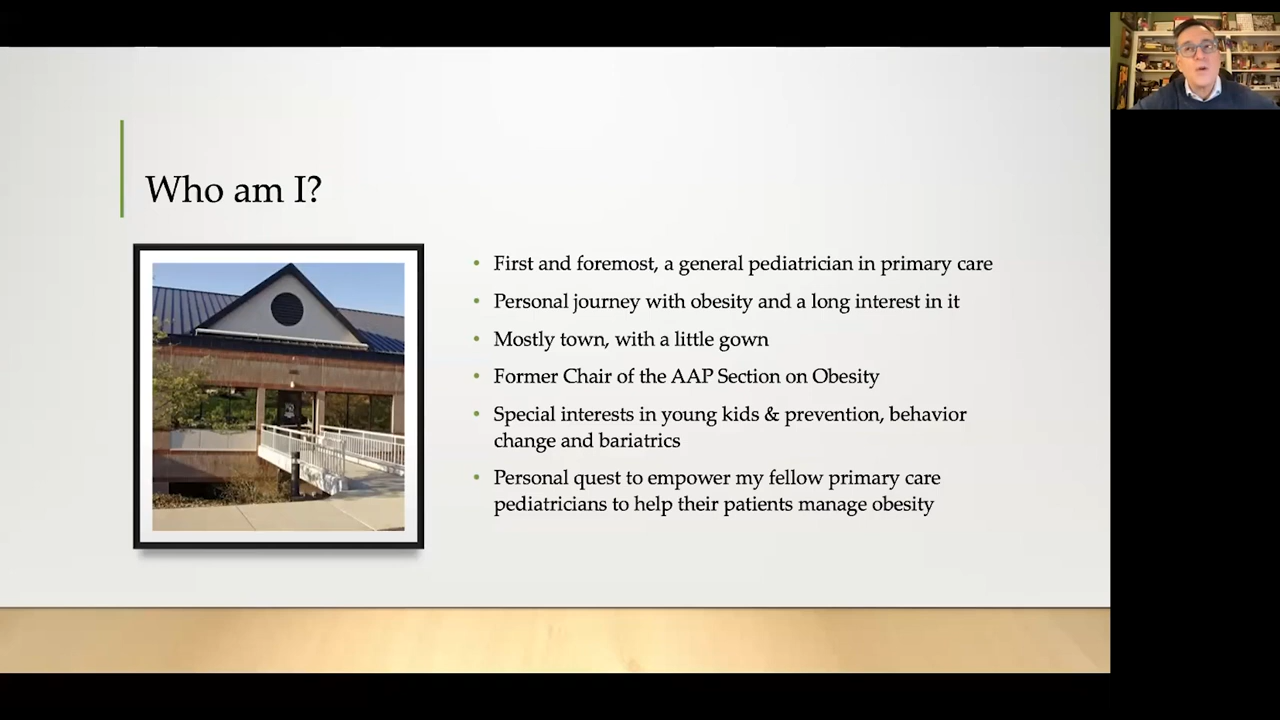 Who am I?
• First and foremost, a general pediatrician in primary care
• Personal journey with obesity and a long interest in it
• Mostly town, with a little gown
• Former Chair of the AAP Section on Obesity
• Special interests in young kids & prevention, behavior
change and bariatrics
• Personal quest to empower my fellow primary care
pediatricians to help their patients manage obesity